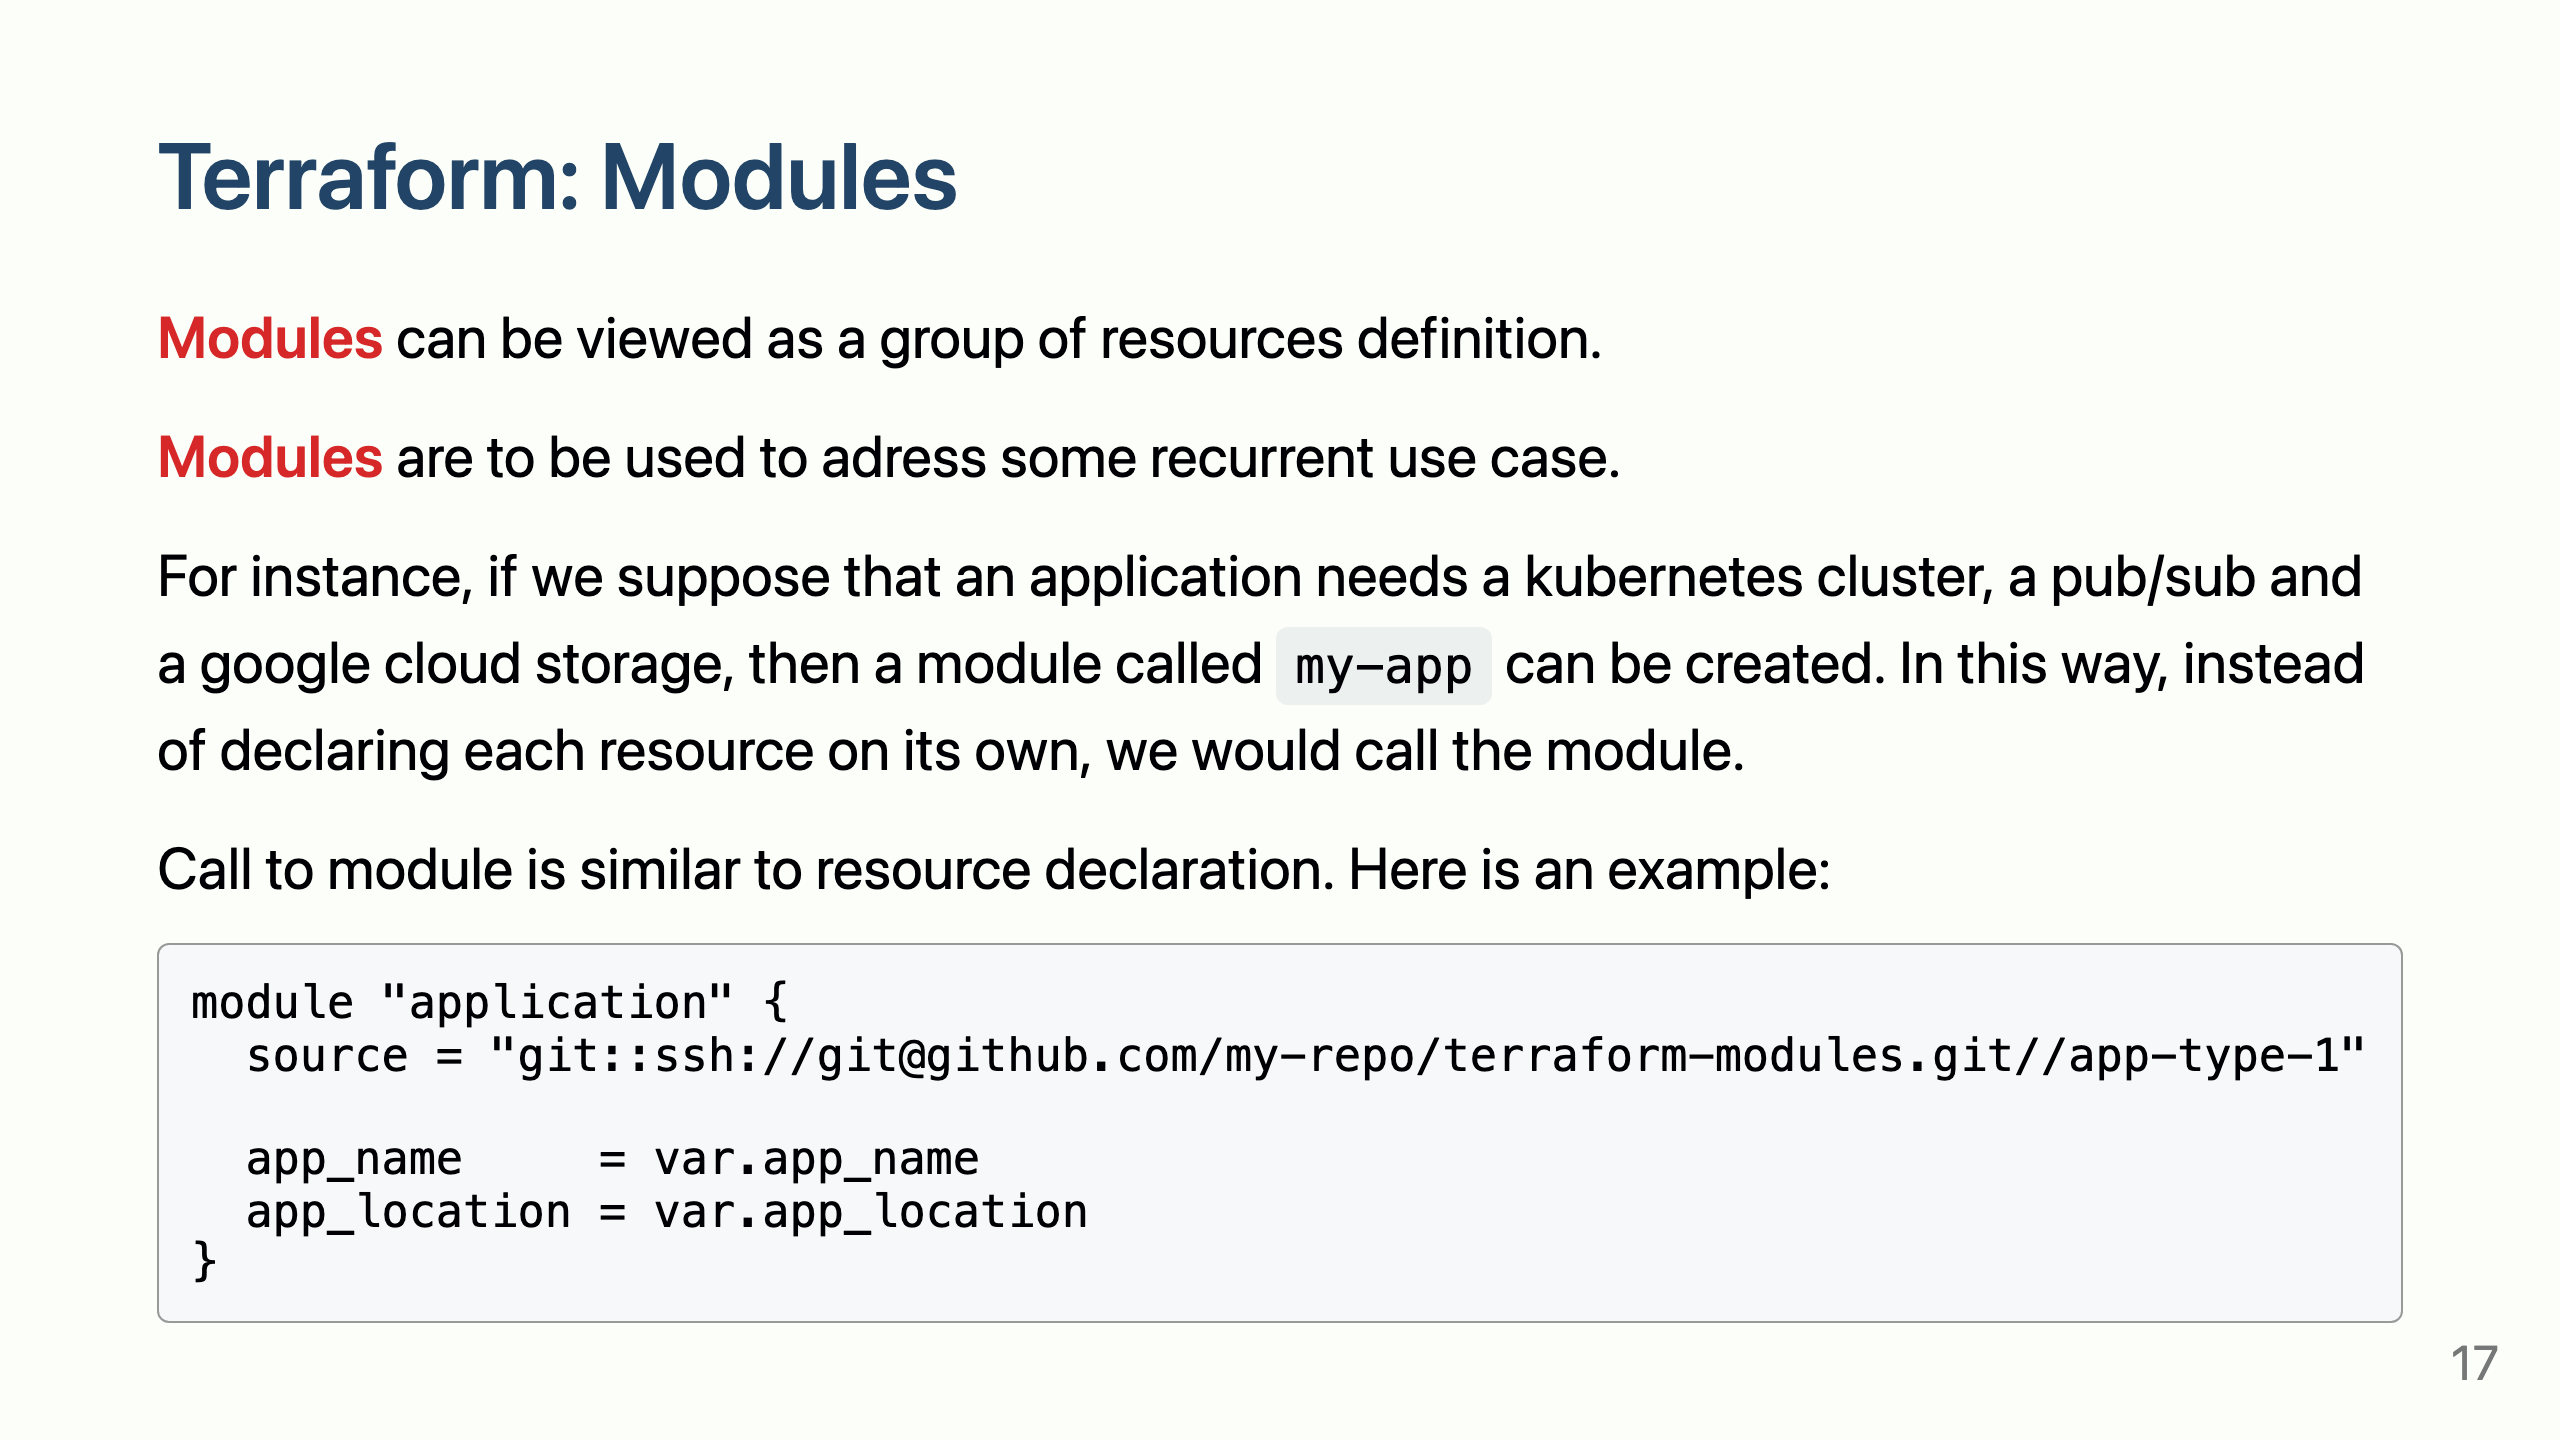 Terraform: Modules
Modules can be viewed as a group of resources definition.
Modules are to be used to adress some recurrent use case.
For instance, if we suppose that an application needs a kubernetes cluster, a pub/sub and
a google cloud storage, then a module called my-app can be created. In this way, instead
of declaring each resource on its own, we would call the module.
Call to module is similar to resource declaration. Here is an example:
module "application" {
  source = "git::ssh://git@github.com/my-repo/terraform-modules.git//app-type-1"

  app_name     = var.app_name
  app_location = var.app_location
}
17